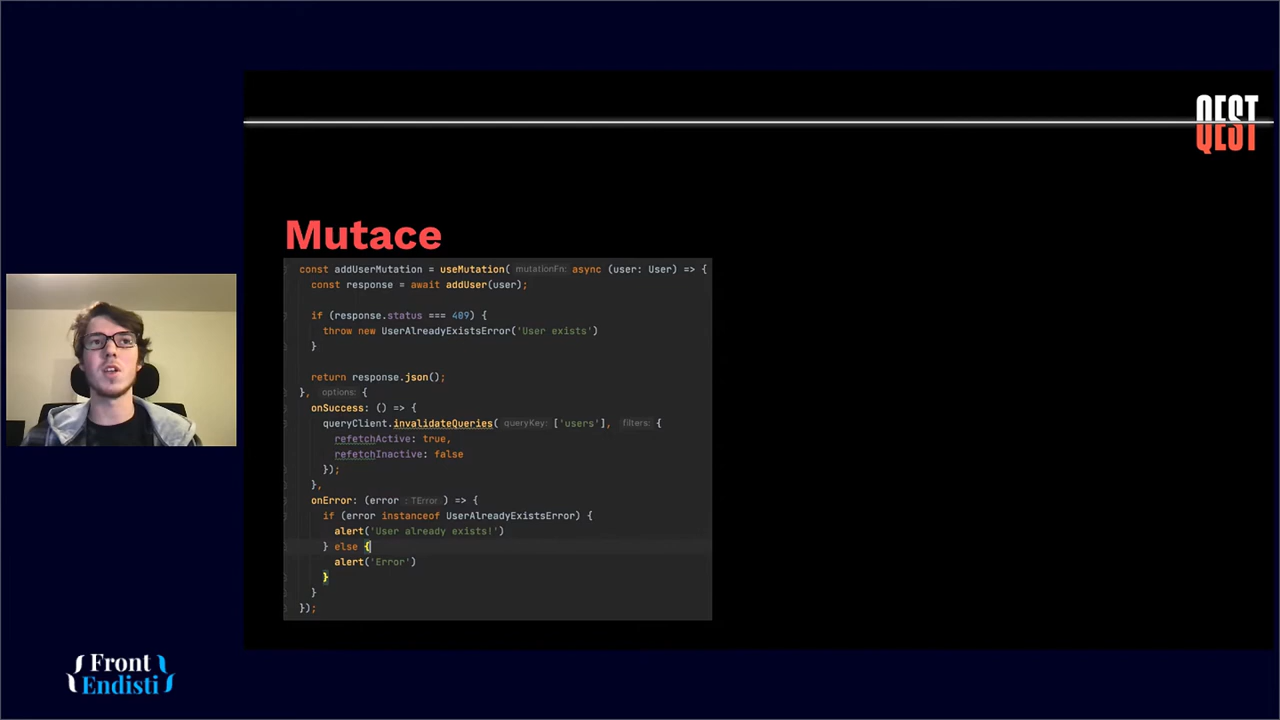 QEST
Mutace
const addUserMutation = useMutation( mutationFn: async (user: User) => {
const response = await addUser(user);
if (response.status === 409) {
throw new UserAlreadyExistsError('User exists')
}
return response.json();
}, options: {
onSuccess: () => {
queryClient.invalidateQueries( queryKey: ['users'], filters: {
refetchActive: true,
refetchInactive: false
});
},
onError: (error : TError ) => {
if (error instanceof UserAlreadyExistsError) {
alert('User already exists!')
} else {
alert('Error')
}
}
});
{Front
Endisti}